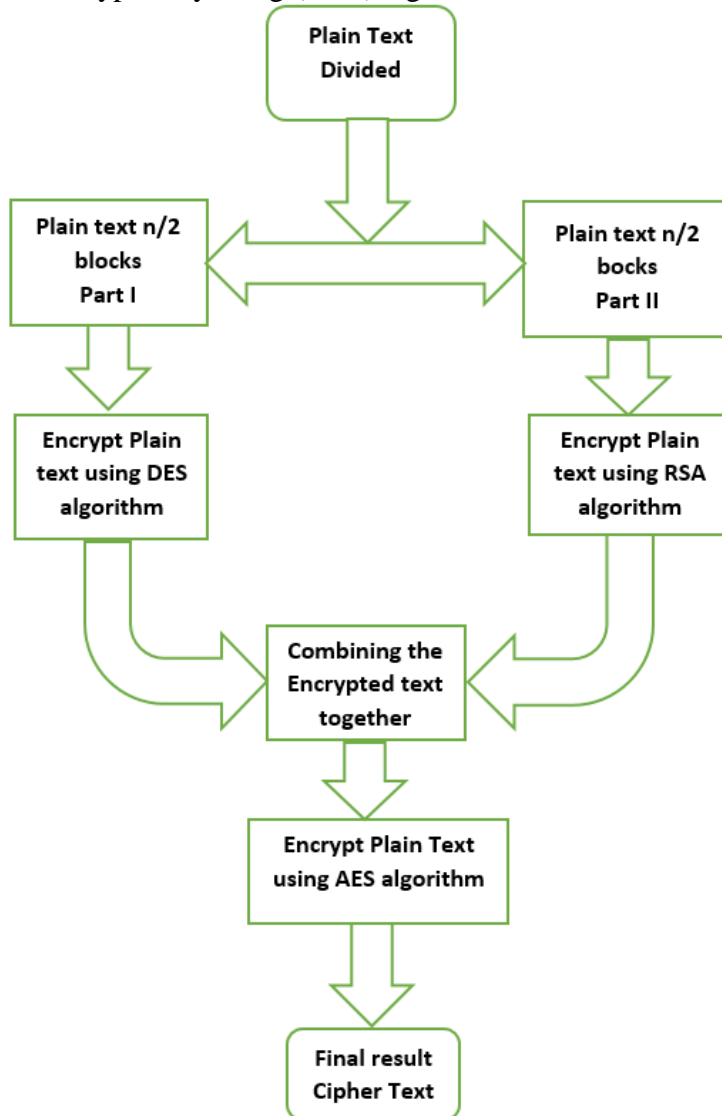 Plain Text
Divided
Plain text n/2
blocks
Part I
Plain text n/2
bocks
Part II
Encrypt Plain
text using DES
algorithm
Encrypt Plain
text using RSA
algorithm
Combining the
Encrypted text
together
Encrypt Plain Text
using AES algorithm
Final result
Cipher Text